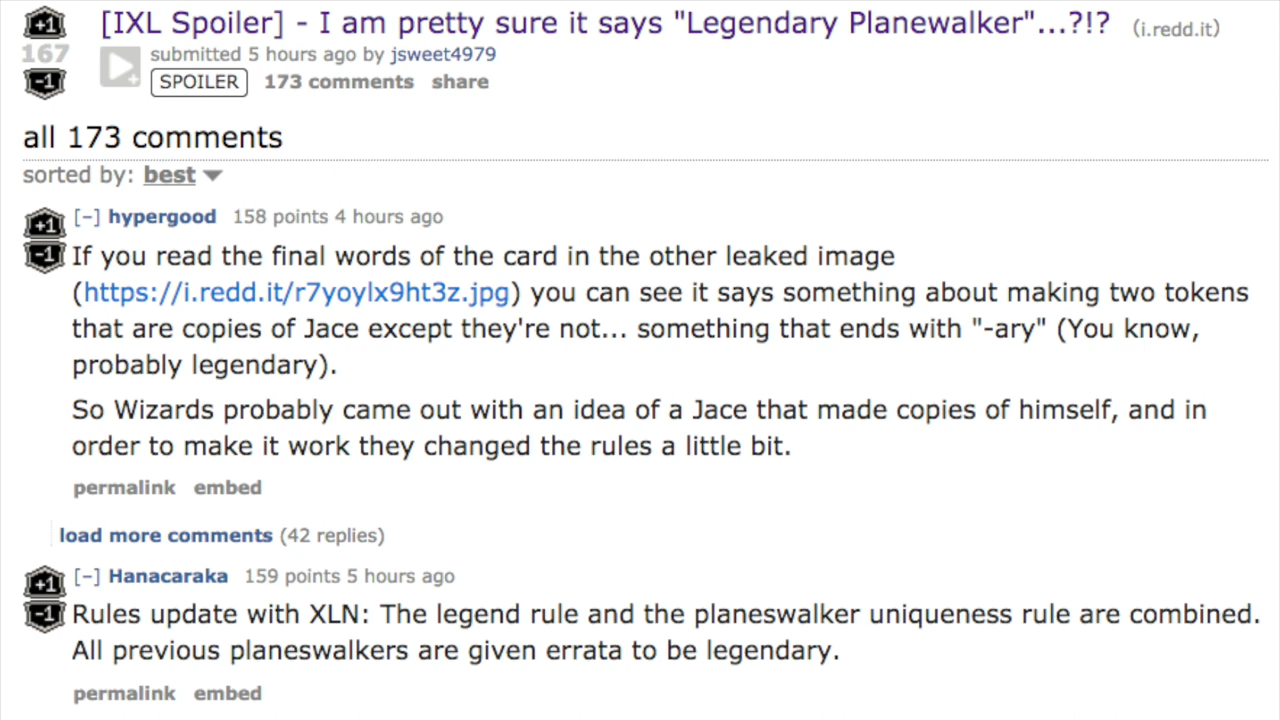 +1
[IXL Spoiler] - I am pretty sure it says "Legendary Planewalker"...?!? (i.redd.it)
167
submitted 5 hours ago by jsweet4979
-1
SPOILER 173 comments share
all 173 comments
sorted by: best
+1
[–] hypergood 158 points 4 hours ago
-1
If you read the final words of the card in the other leaked image
(https://i.redd.it/r7yoylx9ht3z.jpg) you can see it says something about making two tokens
that are copies of Jace except they're not... something that ends with "-ary" (You know,
probably legendary).
So Wizards probably came out with an idea of a Jace that made copies of himself, and in
order to make it work they changed the rules a little bit.
permalink embed
load more comments (42 replies)
+1
[–] Hanacaraka 159 points 5 hours ago
-1
Rules update with XLN: The legend rule and the planeswalker uniqueness rule are combined.
All previous planeswalkers are given errata to be legendary.
permalink embed